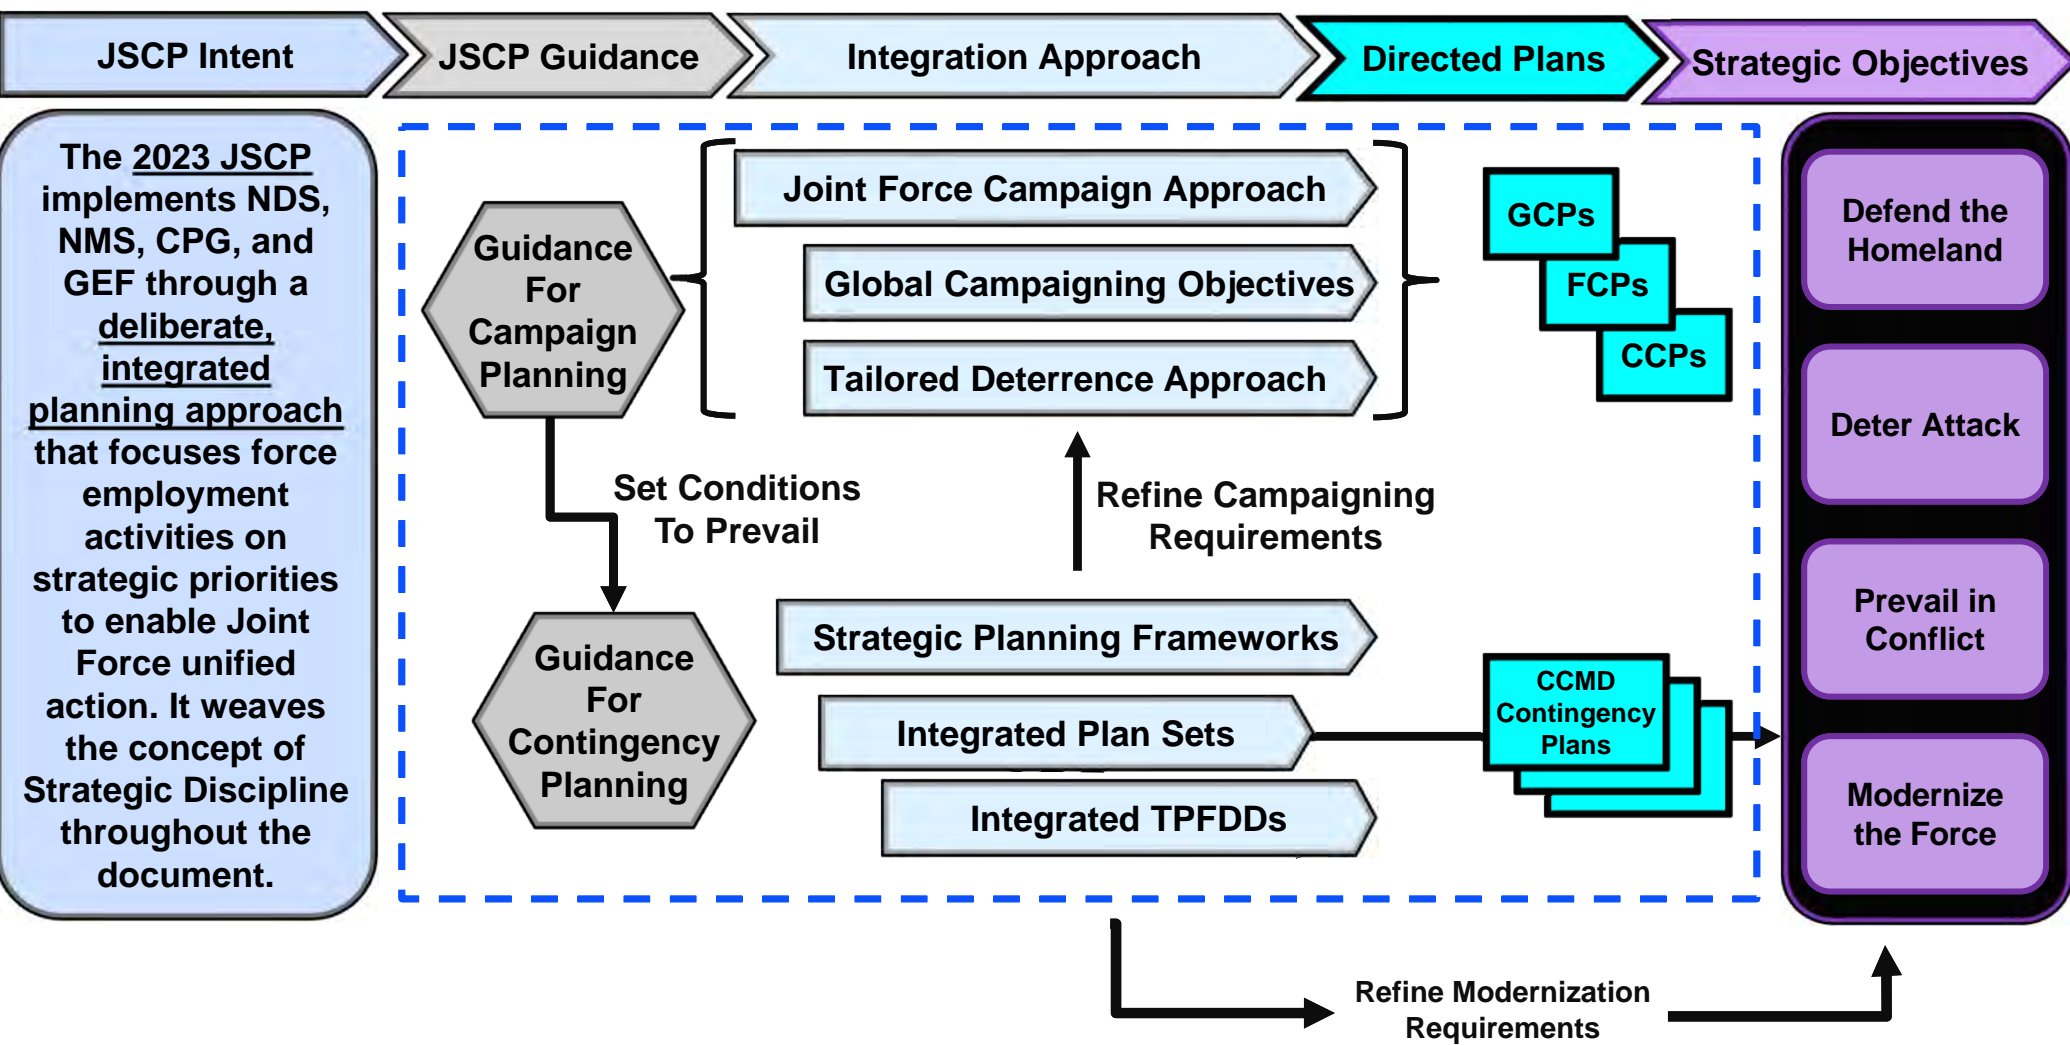 JSCP Intent
JSCP Guidance
Integration Approach
Directed Plans
Strategic Objectives
The 2023 JSCP
implements NDS,
NMS, CPG, and
GEF through a
deliberate,
integrated
planning approach
that focuses force
employment
activities on
strategic priorities
to enable Joint
Force unified
action. It weaves
the concept of
Strategic Discipline
throughout the
document.
Guidance
For
Campaign
Planning
Joint Force Campaign Approach
Global Campaigning Objectives
Tailored Deterrence Approach
GCPs
FCPs
CCPs
Set Conditions
To Prevail
Refine Campaigning
Requirements
Guidance
For
Contingency
Planning
Strategic Planning Frameworks
Integrated Plan Sets
Integrated TPFDDs
CCMD
Contingency
Plans
Defend the
Homeland
Deter Attack
Prevail in
Conflict
Modernize
the Force
Refine Modernization
Requirements